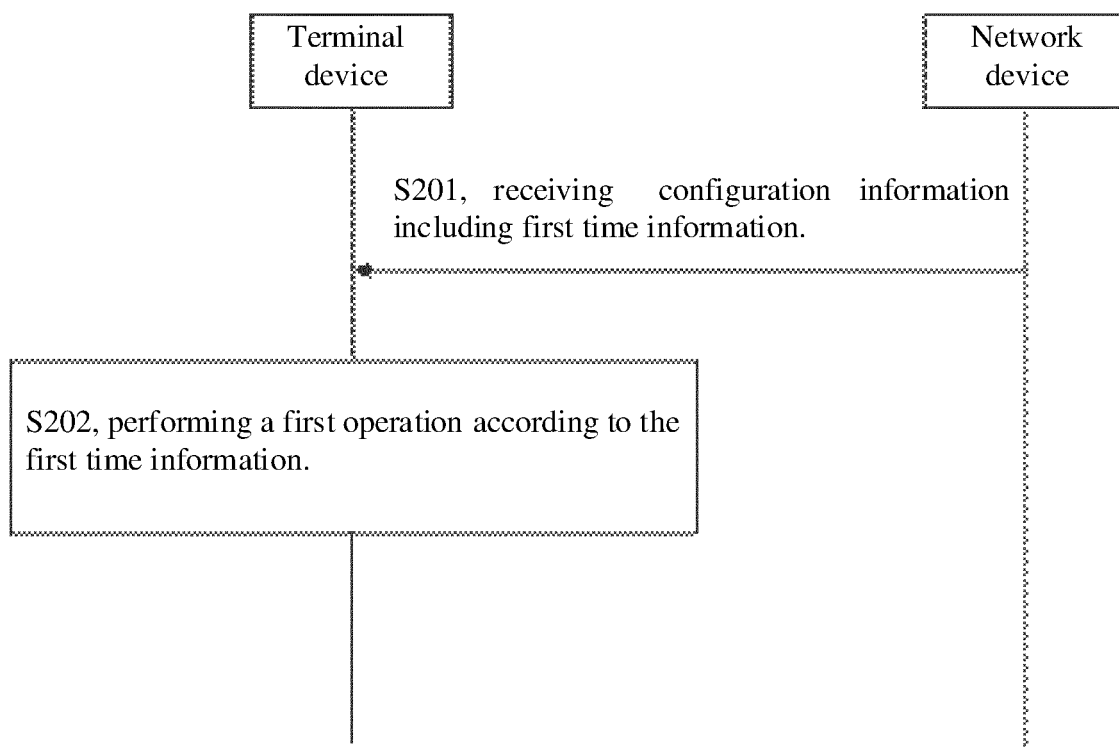 Terminal
device
Network
device
S201, receiving configuration information
including first time information.
S202, performing a first operation according to the
first time information.